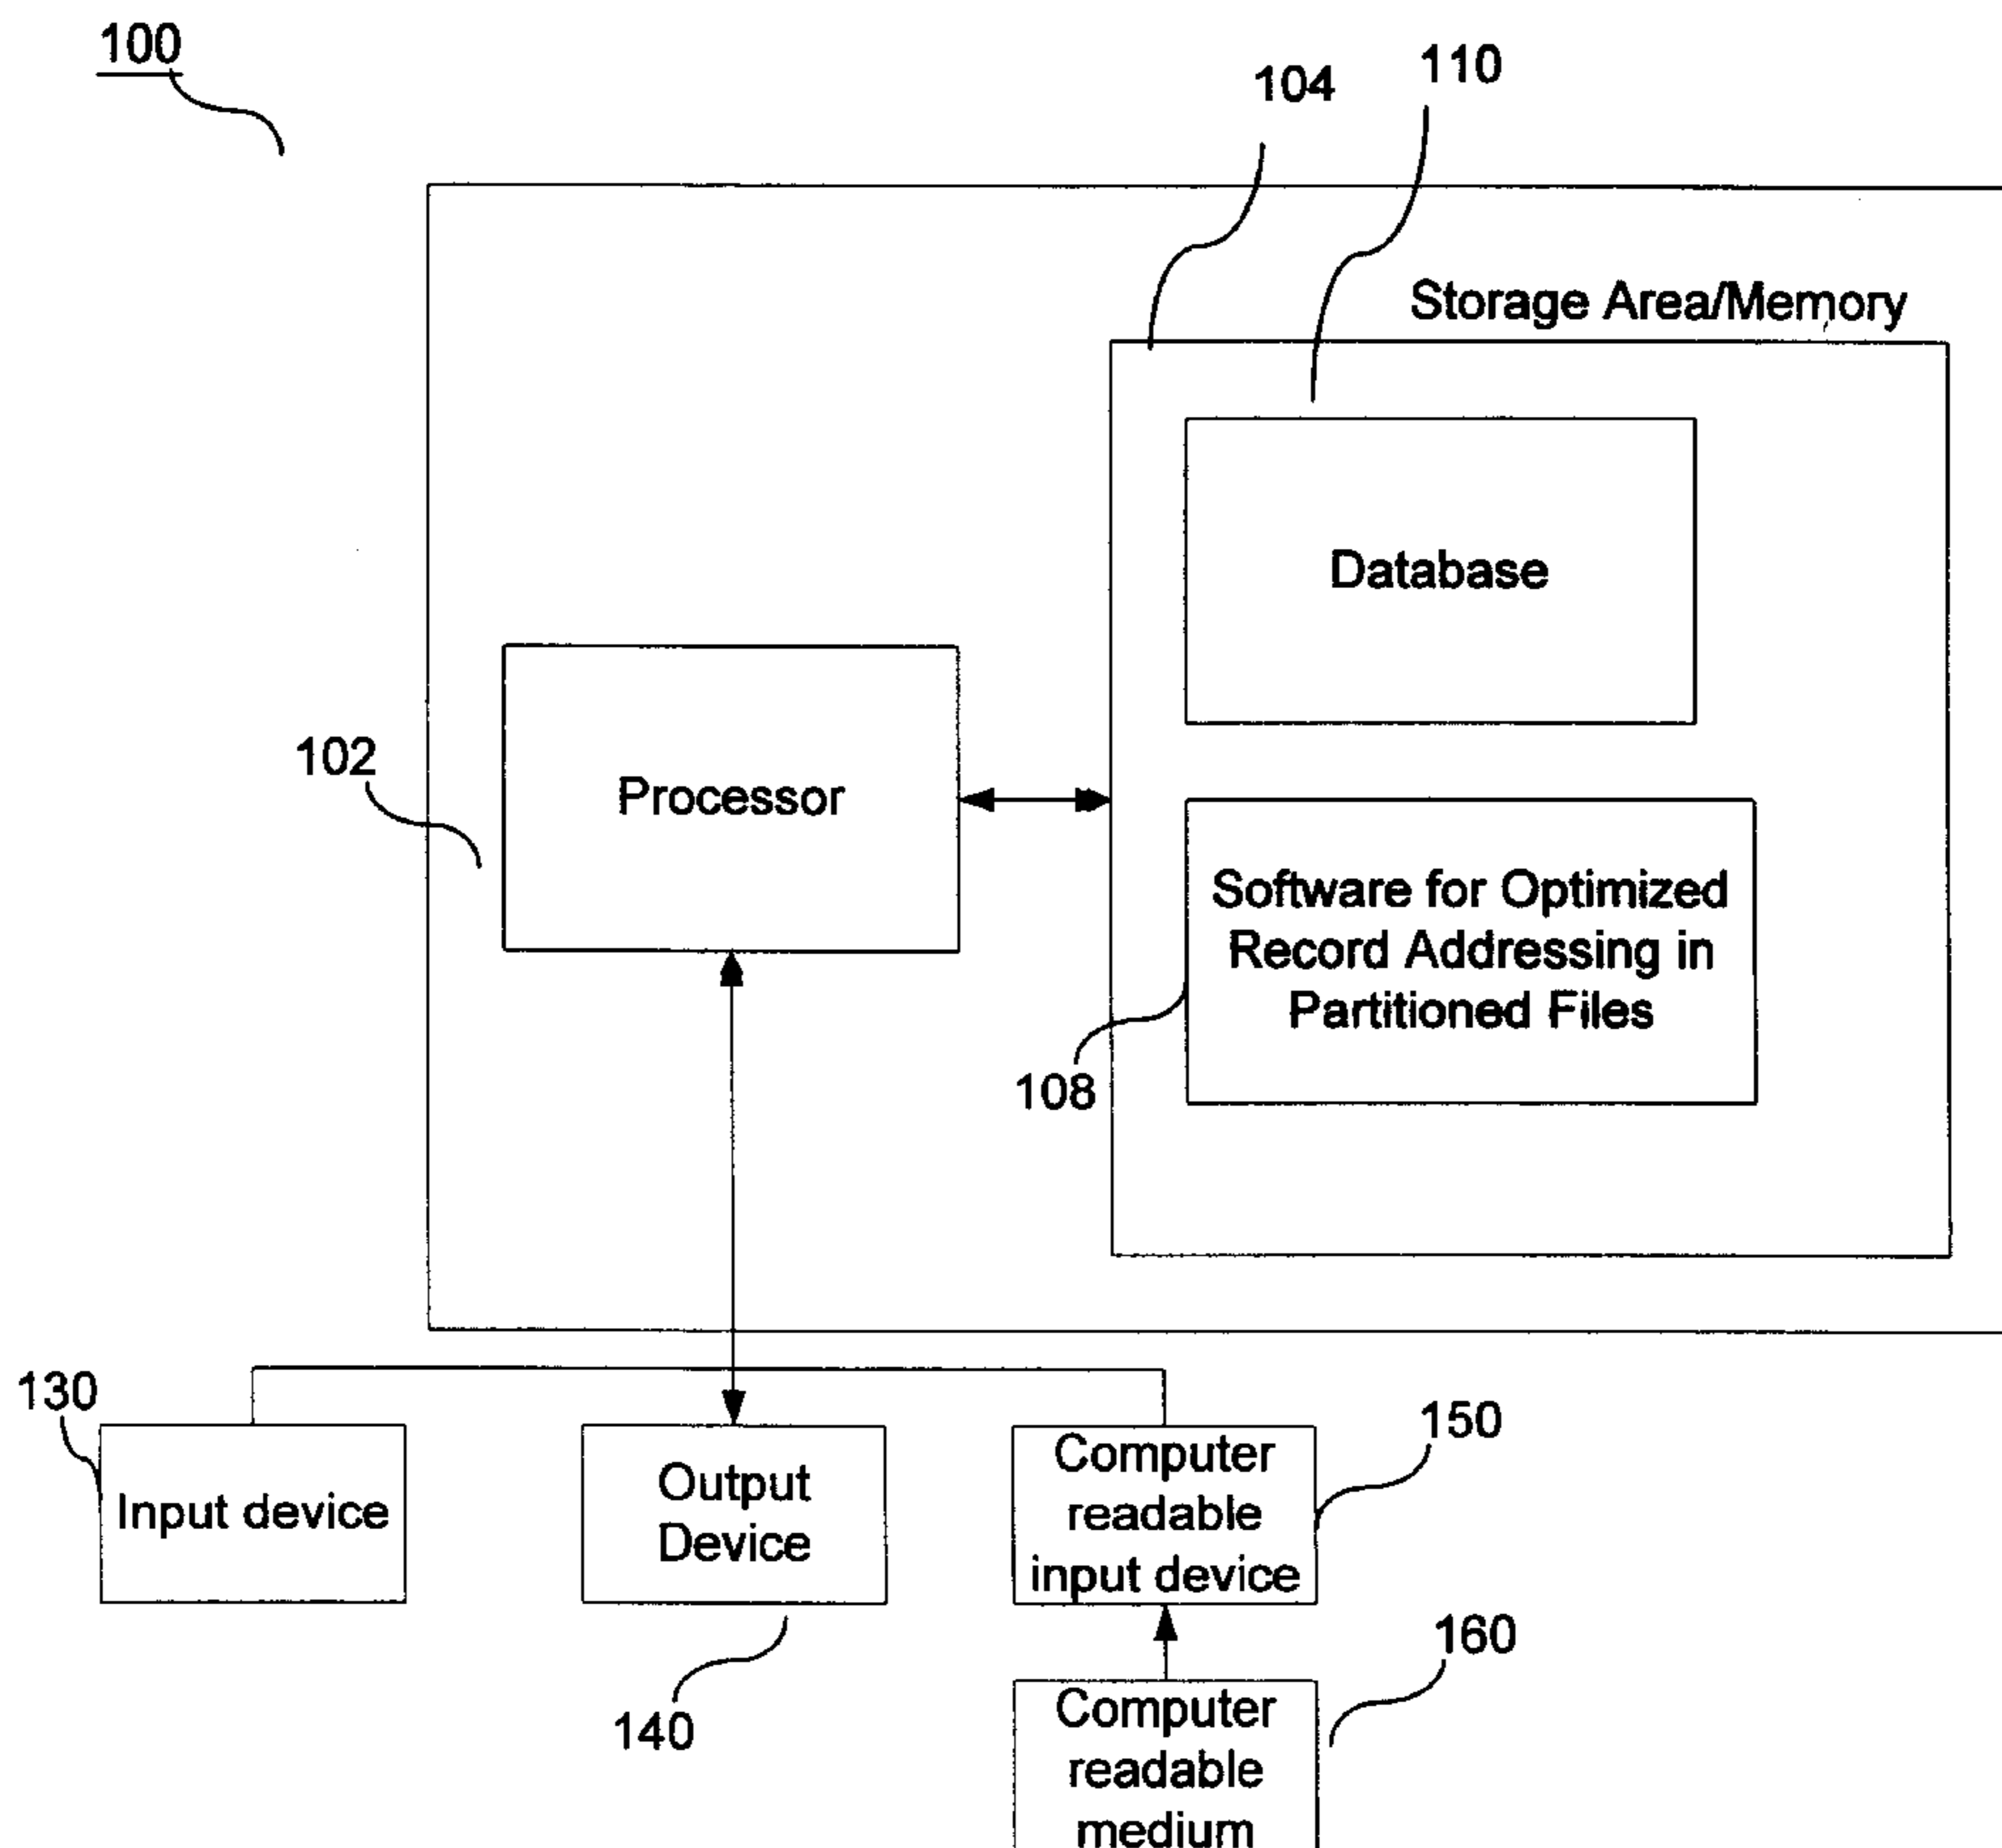 100
104
110
Storage Area/Memory
Database
102
Processor
Software for Optimized
Record Addressing in
Partitioned Files
108
130
Input device
Output
Device
140
Computer
readable
input device
150
160
Computer
readable
medium